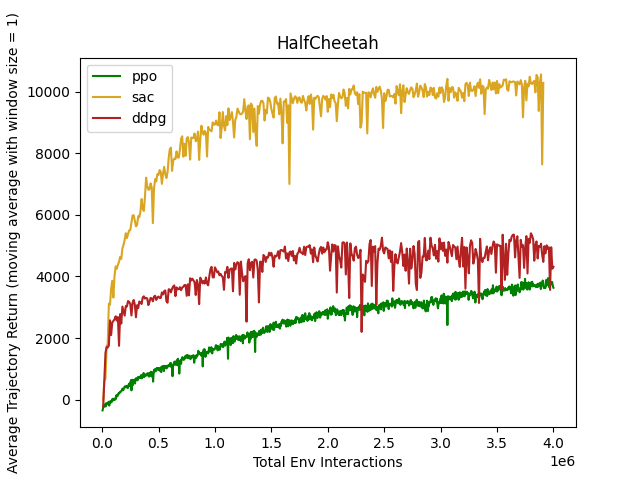 HalfCheetah
Average Trajectory Return (moving average with window size = 1)
ppo
sac
ddpg
10000
8000
6000
4000
2000
0
0.0 0.5 1.0 1.5 2.0 2.5 3.0 3.5 4.0
1e6
Total Env Interactions